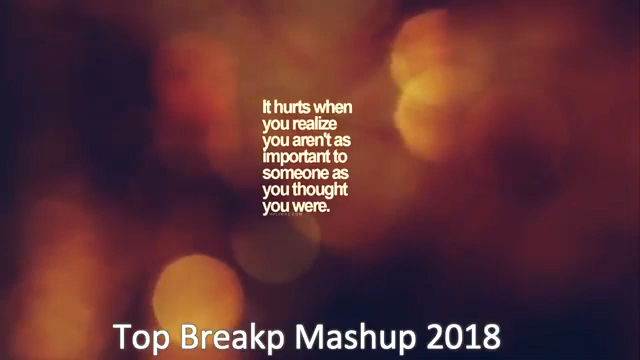 It hurts when
you realize
you aren't as
important to
someone as
you thought
you were.
Top Breakp Mashup 2018